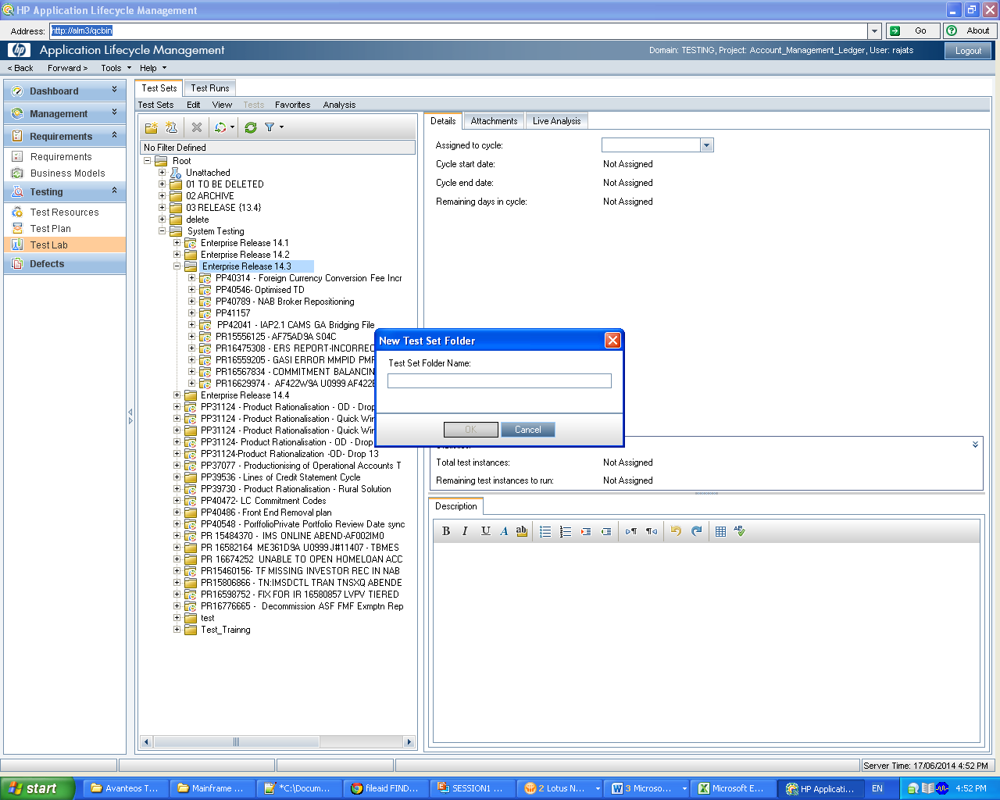 HP Application Lifecycle Management
Address: http://alm3/qcbin Go About
hp Application Lifecycle Management Domain: TESTING, Project: Account_Management_Ledger, User: rajats Logout
< Back Forward > Tools Help
Dashboard
Management
Requirements
Requirements
Business Models
Testing
Test Resources
Test Plan
Test Lab
Defects
Test Sets Test Runs
Test Sets Edit View Tests Favorites Analysis
No Filter Defined
Root
Unattached
01 TO BE DELETED
02 ARCHIVE
03 RELEASE {13.4}
delete
System Testing
Enterprise Release 14.1
Enterprise Release 14.2
Enterprise Release 14.3
PP40314 - Foreign Currency Conversion Fee Incr
PP40546- Optimised TD
PP40789 - NAB Broker Repositioning
PP41157
PP42041 - IAP2.1 CAMS GA Bridging File
PR15556125 - AF75AD9A S04C
PR16475308 - ERS REPORT-INCORREC
PR16559205 - GASI ERROR MMPID PMF
PR16567834 - COMMITMENT BALANCIN
PR16629974 - AF422W9A U0999 AF422
Enterprise Release 14.4
PP31124 - Product Rationalisation - OD - Drop
PP31124 - Product Rationalisation - Quick Win
PP31124 - Product Rationalisation - Quick Win
PP31124- Product Rationalisation - OD - Drop
PP31124-Product Rationalization -OD- Drop 13
PP37077 - Productionising of Operational Accounts T
PP39536 - Lines of Credit Statement Cycle
PP39730 - Product Rationalisation - Rural Solution
PP40472- LC Commitment Codes
PP40486 - Front End Removal plan
PP40548 - PorffolioPrivate Portfolio Review Date sync
PR 15484370 - IMS ONLINE ABEND-AF002IM0
PR 16582164 ME361D9A U0999 J#11407 - TBMES
PR 16674252 UNABLE TO OPEN HOMELOAN ACC
PR15460156- TF MISSING INVESTOR REC IN NAB
PR15806866 - TN:IMSDCTL TRAN TNSXQ ABENDE
PR16598752 - FIX FOR IR 16580857 LVPV TIERED
PR16776665 - Decommission ASF FMF Exmptn Rep
test
Test_Trainng
Details Attachments Live Analysis
Assigned to cycle:
Cycle start date: Not Assigned
Cycle end date: Not Assigned
Remaining days in cycle: Not Assigned
New Test Set Folder
Test Set Folder Name:
OK Cancel
Total test instances: Not Assigned
Remaining test instances to run: Not Assigned
Description
B I U A ab
Server Time: 17/06/2014 4:52 PM
start Avanteos T... Mainframe ... *C:\Docum... fileaid FIND... SESSION1 ... 2 Lotus N... 3 Microso... Microsoft E... HP Applicati... EN 4:52 PM